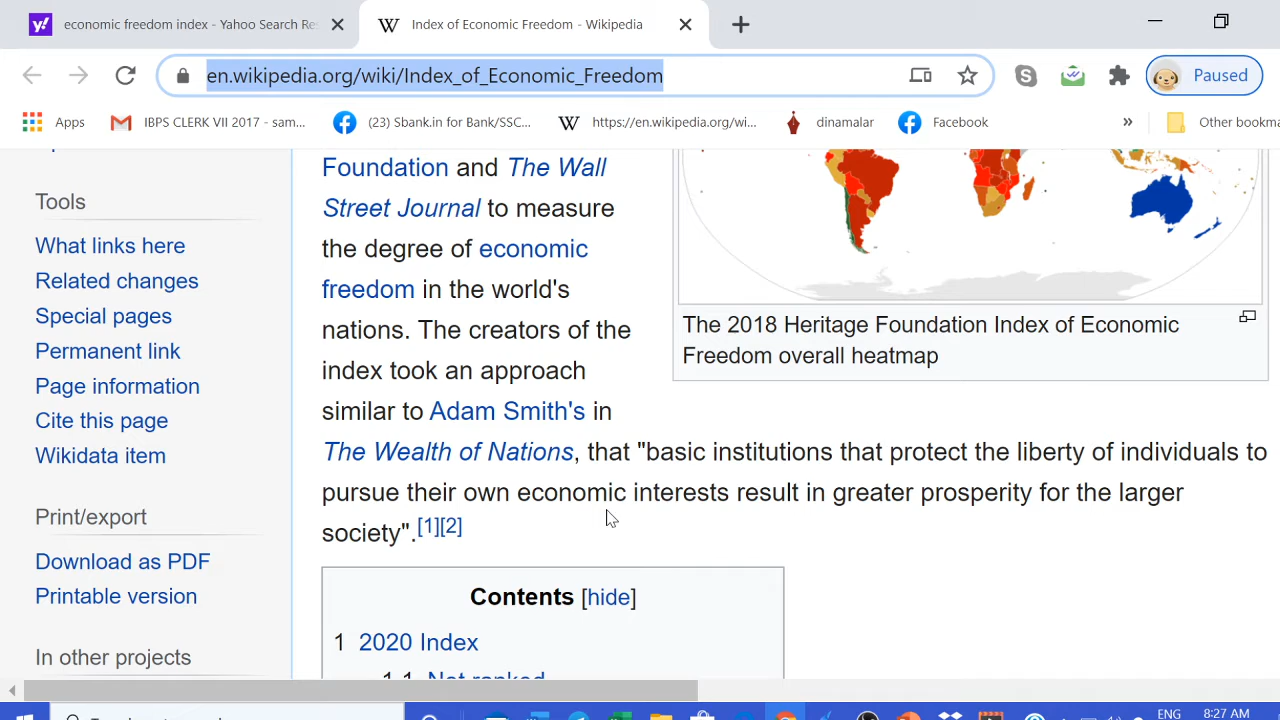 economic freedom index - Yahoo Search Re
Index of Economic Freedom - Wikipedia
en.wikipedia.org/wiki/Index_of_Economic_Freedom
Paused
Apps
IBPS CLERK VII 2017 - sam...
(23) Sbank.in for Bank/SSC...
https://en.wikipedia.org/wi...
dinamalar
Facebook
»
Other bookma
Tools
What links here
Related changes
Special pages
Permanent link
Page information
Cite this page
Wikidata item
Print/export
Download as PDF
Printable version
In other projects
Foundation and The Wall
Street Journal to measure
the degree of economic
freedom in the world's
nations. The creators of the
index took an approach
similar to Adam Smith's in
The Wealth of Nations, that "basic institutions that protect the liberty of individuals to
pursue their own economic interests result in greater prosperity for the larger
society".[1][2]
The 2018 Heritage Foundation Index of Economic
Freedom overall heatmap
Contents [hide]
1 2020 Index
1.1 Not ranked
ENG
8:27 AM